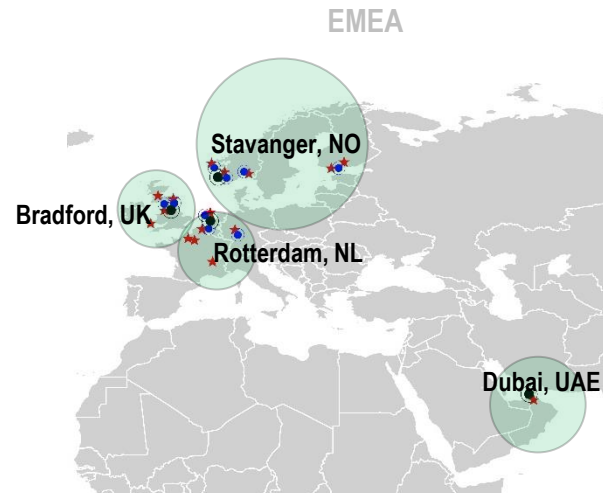 EMEA
Stavanger, NO
Bradford, UK
Rotterdam, NL
Dubai, UAE